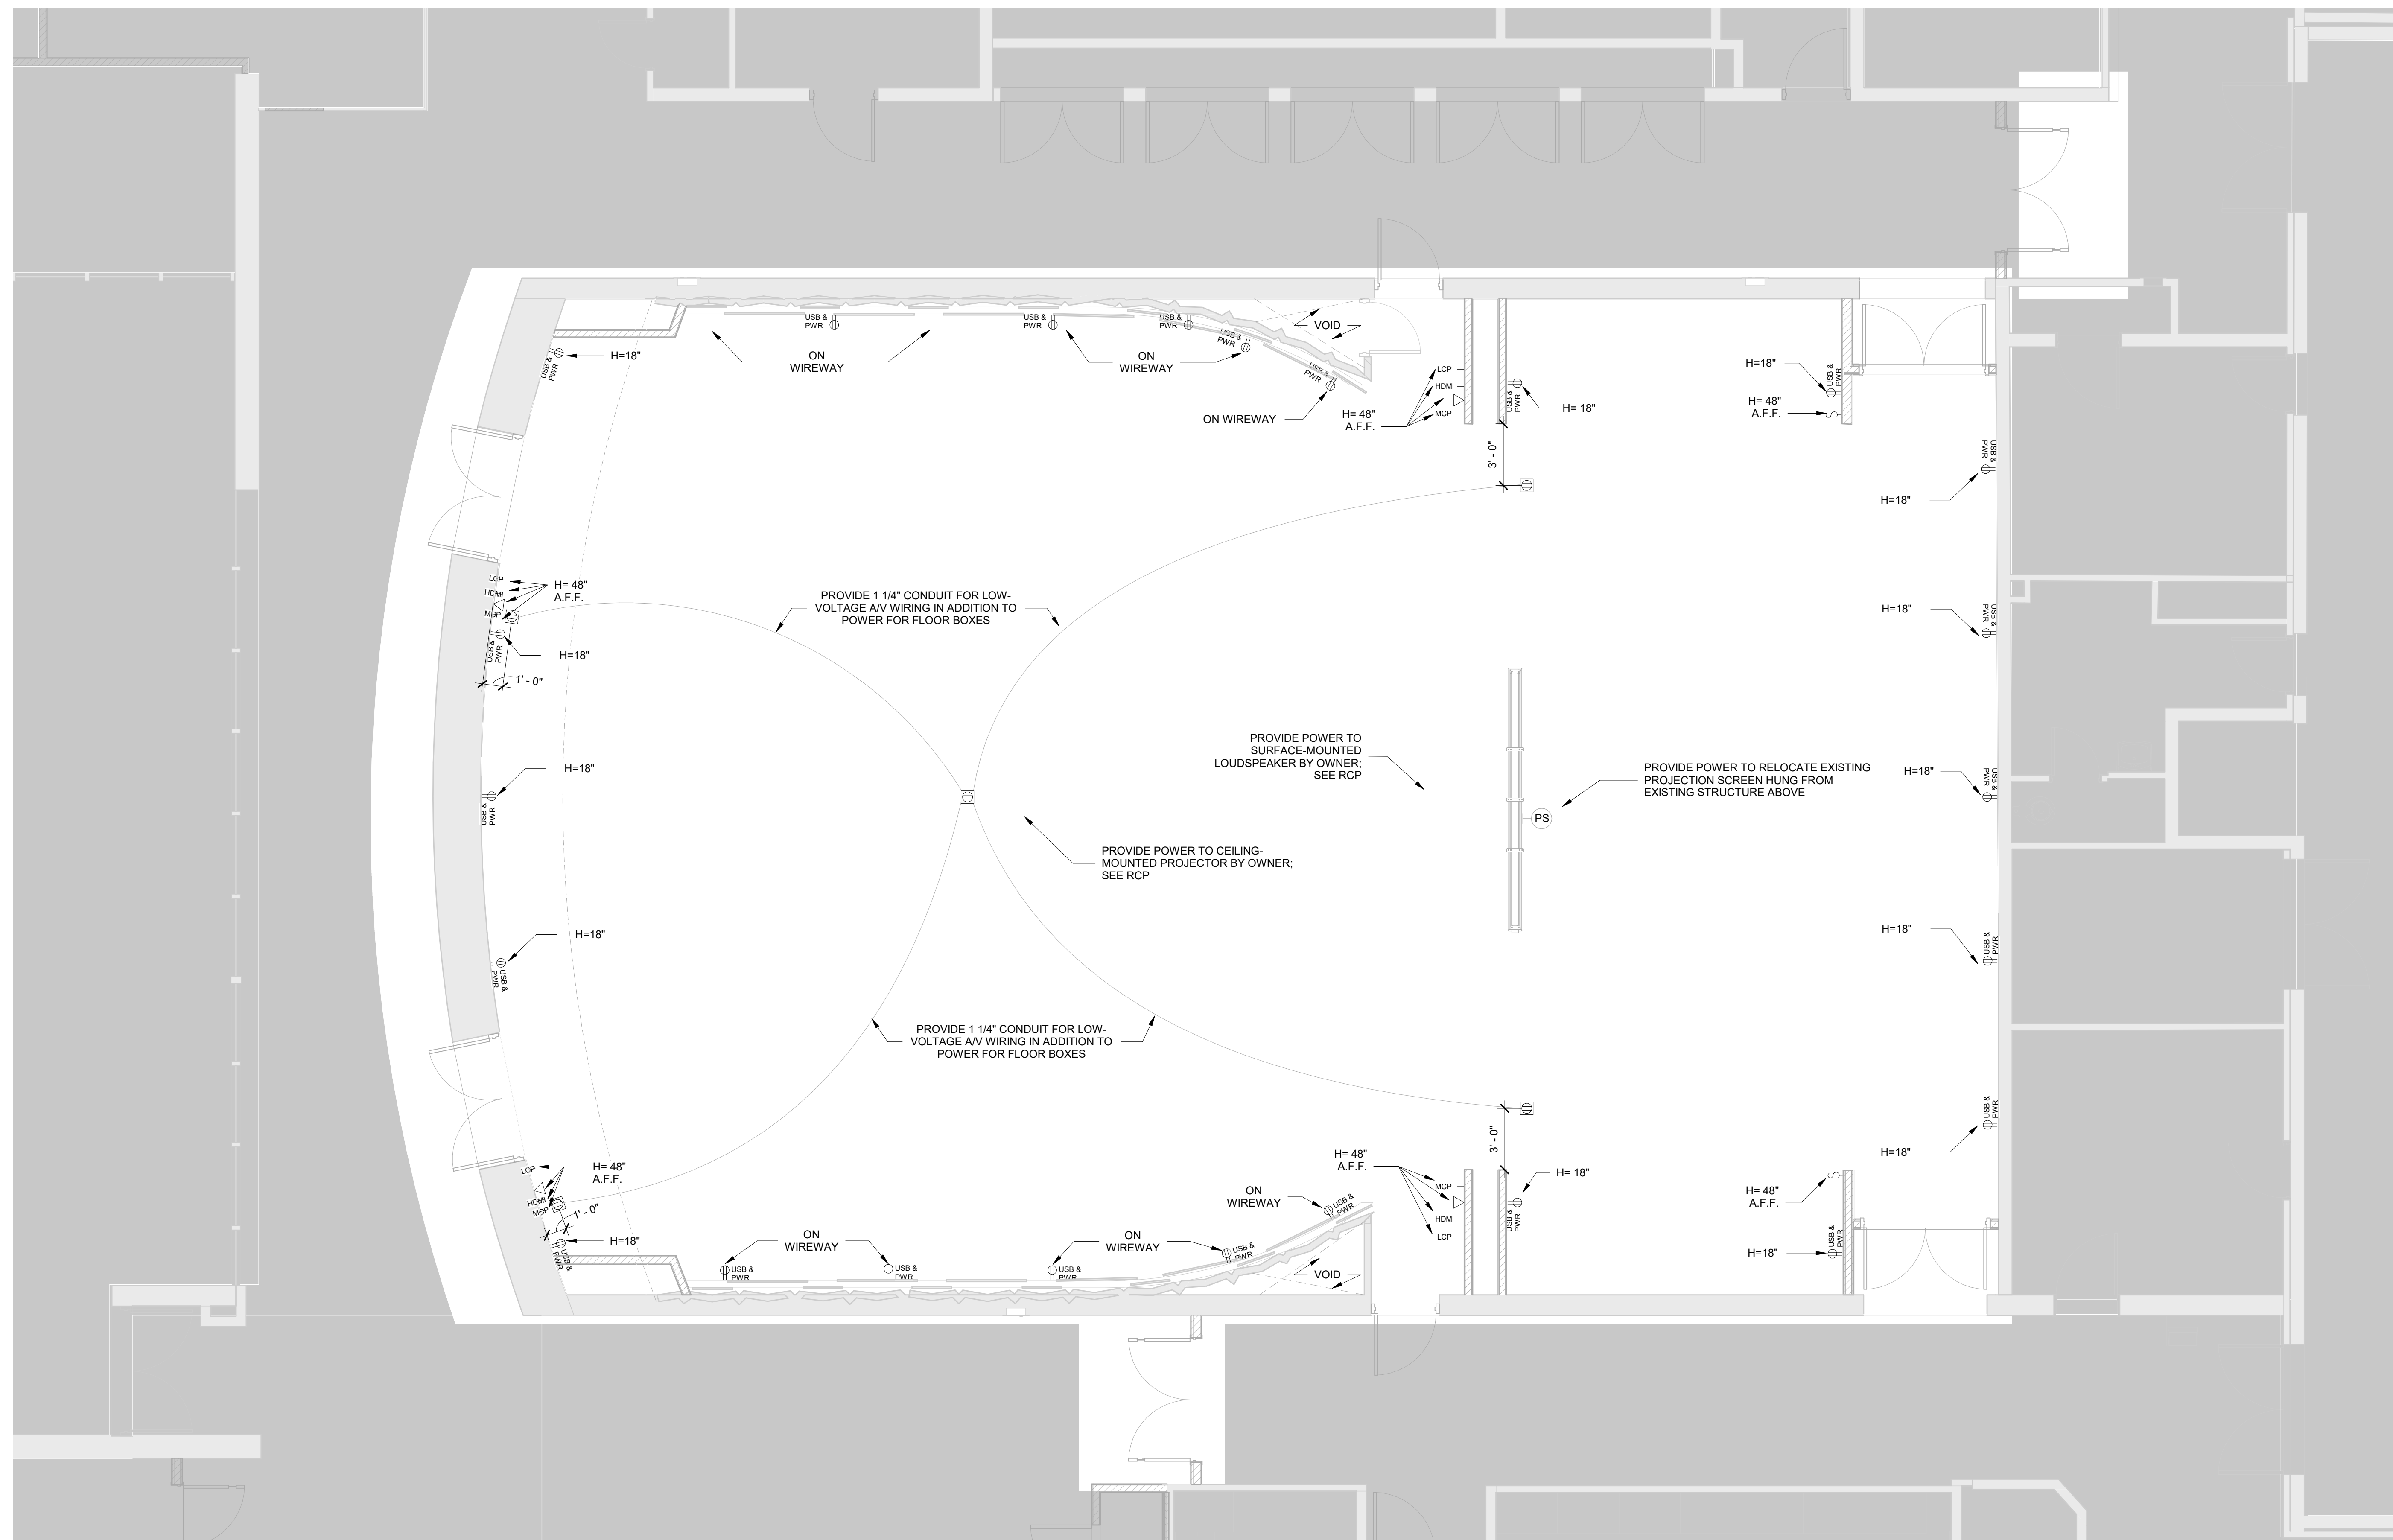 USB &
PWR
USB &
PWR
USB &
PWR
USB &
PWR
USB &
PWR
VOID
ON
WIREWAY
ON
WIREWAY
ON WIREWAY
H=18"
USB &
PWR
LCP
HDMI
MCP
H= 48"
A.F.F.
USB &
PWR
H= 18"
H=18"
USB &
PWR
H= 48"
A.F.F.
3' - 0"
USB &
PWR
H=18"
LCP
HDMI
MCP
H= 48"
A.F.F.
USB &
PWR
H=18"
1' - 0"
PROVIDE 1 1/4" CONDUIT FOR LOW-
VOLTAGE A/V WIRING IN ADDITION TO
POWER FOR FLOOR BOXES
H=18"
USB &
PWR
H=18"
USB &
PWR
PROVIDE POWER TO
SURFACE-MOUNTED
LOUDSPEAKER BY OWNER;
SEE RCP
PROVIDE POWER TO RELOCATE EXISTING
PROJECTION SCREEN HUNG FROM
EXISTING STRUCTURE ABOVE
PS
H=18"
USB &
PWR
PROVIDE POWER TO CEILING-
MOUNTED PROJECTOR BY OWNER;
SEE RCP
H=18"
USB &
PWR
H=18"
USB &
PWR
PROVIDE 1 1/4" CONDUIT FOR LOW-
VOLTAGE A/V WIRING IN ADDITION TO
POWER FOR FLOOR BOXES
USB &
PWR
H=18"
LCP
HDMI
MCP
H= 48"
A.F.F.
1' - 0"
H=18"
USB &
PWR
3' - 0"
H= 48"
A.F.F.
MCP
HDMI
LCP
USB &
PWR
H= 18"
H= 48"
A.F.F.
H=18"
USB &
PWR
ON
WIREWAY
USB &
PWR
ON
WIREWAY
ON
WIREWAY
USB &
PWR
USB &
PWR
USB &
PWR
USB &
PWR
VOID